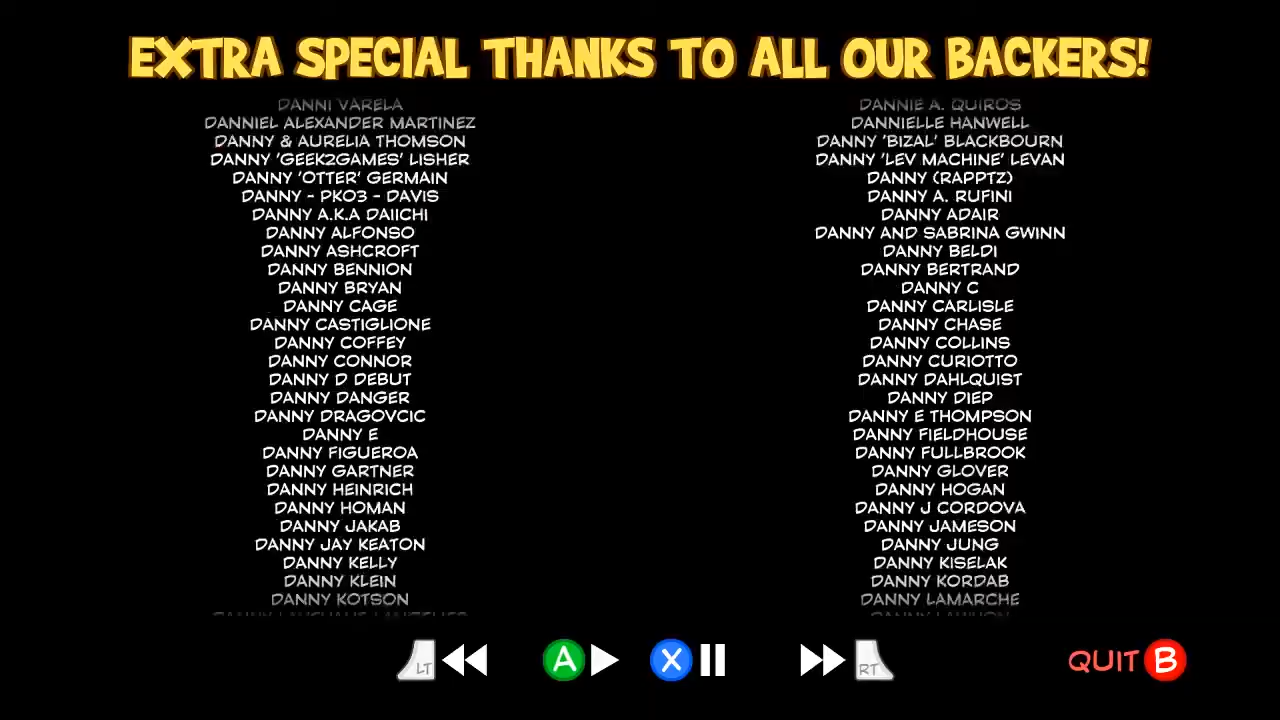 EXTRA SPECIAL THANKS TO ALL OUR BACKERS!
DANNI VARELA
DANNIEL ALEXANDER MARTINEZ
DANNY & AURELIA THOMSON
DANNY 'GEEK2GAMES' LISHER
DANNY 'OTTER' GERMAIN
DANNY - PKO3 - DAVIS
DANNY A.K.A DAIICHI
DANNY ALFONSO
DANNY ASHCROFT
DANNY BENNION
DANNY BRYAN
DANNY CAGE
DANNY CASTIGLIONE
DANNY COFFEY
DANNY CONNOR
DANNY D DEBUT
DANNY DANGER
DANNY DRAGOVCIC
DANNY E
DANNY FIGUEROA
DANNY GARTNER
DANNY HEINRICH
DANNY HOMAN
DANNY JAKAB
DANNY JAY KEATON
DANNY KELLY
DANNY KLEIN
DANNY KOTSON
DANNIE A. QUIROS
DANNIELLE HANWELL
DANNY 'BIZAL' BLACKBOURN
DANNY 'LEV MACHINE' LEVAN
DANNY (RAPPTZ)
DANNY A. RUFINI
DANNY ADAIR
DANNY AND SABRINA GWINN
DANNY BELDI
DANNY BERTRAND
DANNY C
DANNY CARLISLE
DANNY CHASE
DANNY COLLINS
DANNY CURIOTTO
DANNY DAHLQUIST
DANNY DIEP
DANNY E THOMPSON
DANNY FIELDHOUSE
DANNY FULLBROOK
DANNY GLOVER
DANNY HOGAN
DANNY J CORDOVA
DANNY JAMESON
DANNY JUNG
DANNY KISELAK
DANNY KORDAB
DANNY LAMARCHE
LT A X RT QUIT B